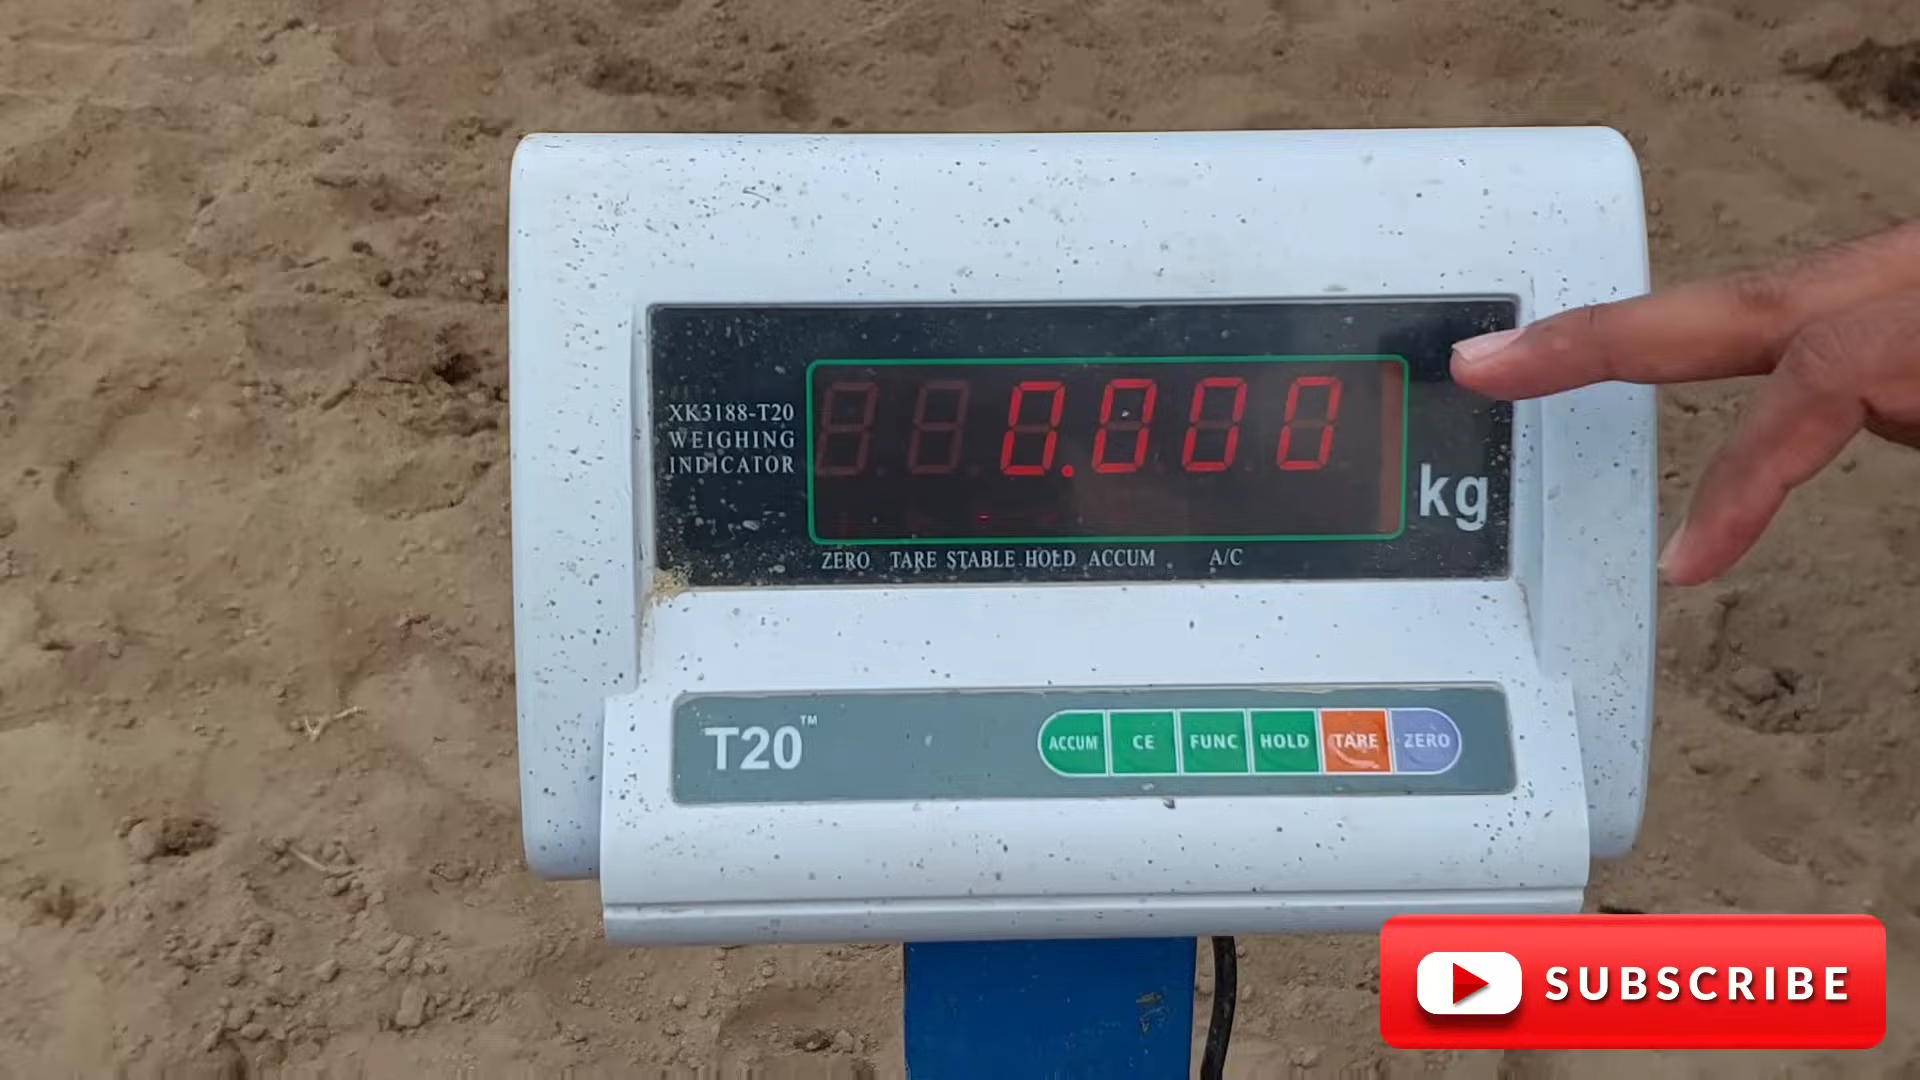 XK3188-T20
WEIGHING
INDICATOR
0.000
kg
ZERO TARE STABLE HOLD ACCUM A/C
T20™
ACCUM CE FUNC HOLD TARE ZERO
SUBSCRIBE